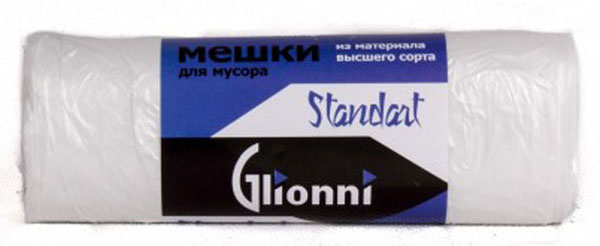 мешки
для мусора
из материала
высшего сорта
Standart
Glionni